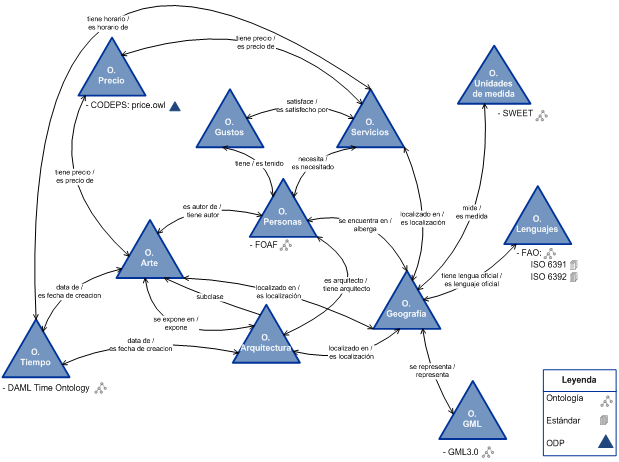 tiene horario /
es horario de
O.
Precio
- CODEPS: price.owl
tiene precio /
es precio de
O.
Unidades
de medida
- SWEET
O.
Gustos
satisface /
es satisfecho por
O.
Servicios
tiene precio /
es precio de
tiene / es tenido
necesita /
es necesitado
O.
Personas
- FOAF
es autor de /
tiene autor
se encuentra en /
alberga
localizado en /
es localización
mide /
es medida
O.
Lenguajes
- FAO:
ISO 6391
ISO 6392
O.
Arte
data de /
es fecha de creacion
subclase
localizado en /
es localización
es arquitecto /
tiene arquitecto
tiene lengua oficial /
es lenguaje oficial
O.
Geografía
se expone en /
expone
O.
Arquitectura
data de /
es fecha de creacion
localizado en /
es localización
O.
Tiempo
- DAML Time Ontology
se representa /
representa
O.
GML
- GML3.0
Leyenda
Ontología
Estándar
ODP